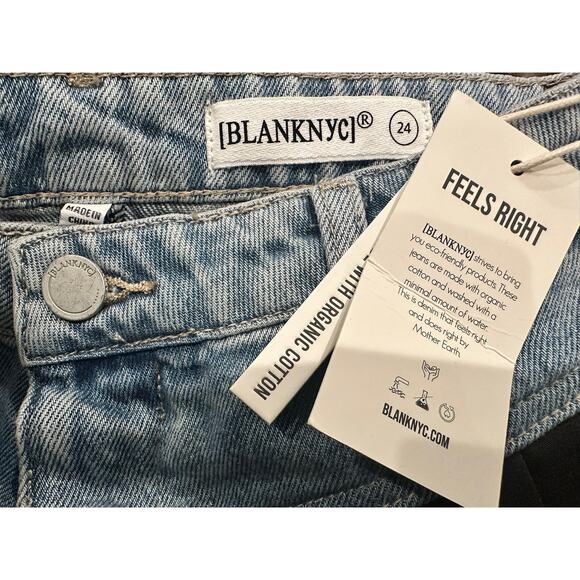 [BLANKNYC]®
24
MADE IN
CHINA
[BLANKNYC]
WITH ORGANIC COTTON
FEELS RIGHT
[BLANKNYC] strives to bring
you eco-friendly products. These
jeans are made with organic
cotton and washed with a
minimal amount of water.
This is denim that feels right
and does right by
Mother Earth.
BLANKNYC.COM